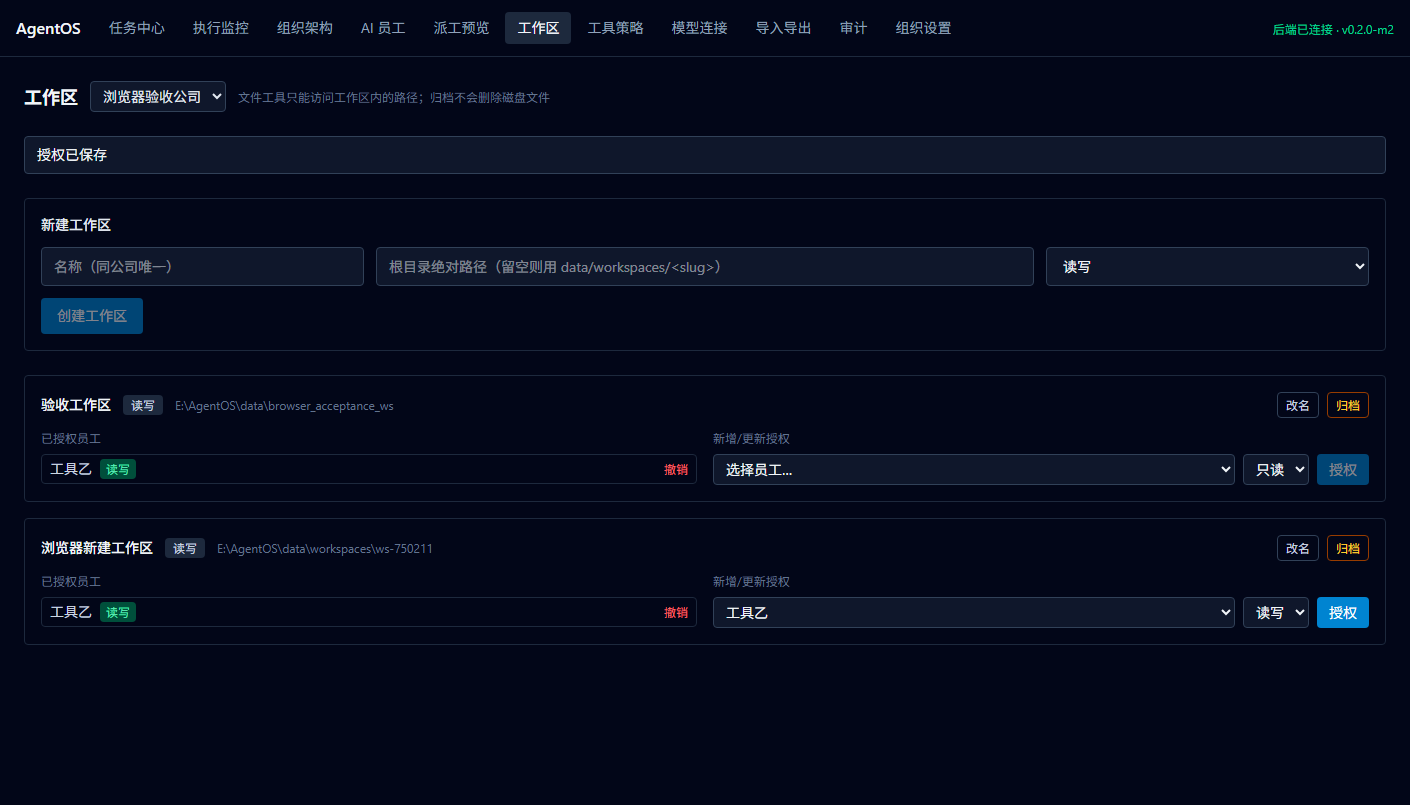 AgentOS 任务中心 执行监控 组织架构 AI 员工 派工预览 工作区 工具策略 模型连接 导入导出 审计 组织设置 后端已连接 · v0.2.0-m2
工作区 浏览器验收公司 文件工具只能访问工作区内的路径；归档不会删除磁盘文件
授权已保存
新建工作区
名称（同公司唯一） 根目录绝对路径（留空则用 data/workspaces/<slug>） 读写
创建工作区
验收工作区 读写 E:\AgentOS\data\browser_acceptance_ws 改名 归档
已授权员工 新增/更新授权
工具乙 读写 撤销 选择员工... 只读 授权
浏览器新建工作区 读写 E:\AgentOS\data\workspaces\ws-750211 改名 归档
已授权员工 新增/更新授权
工具乙 读写 撤销 工具乙 读写 授权